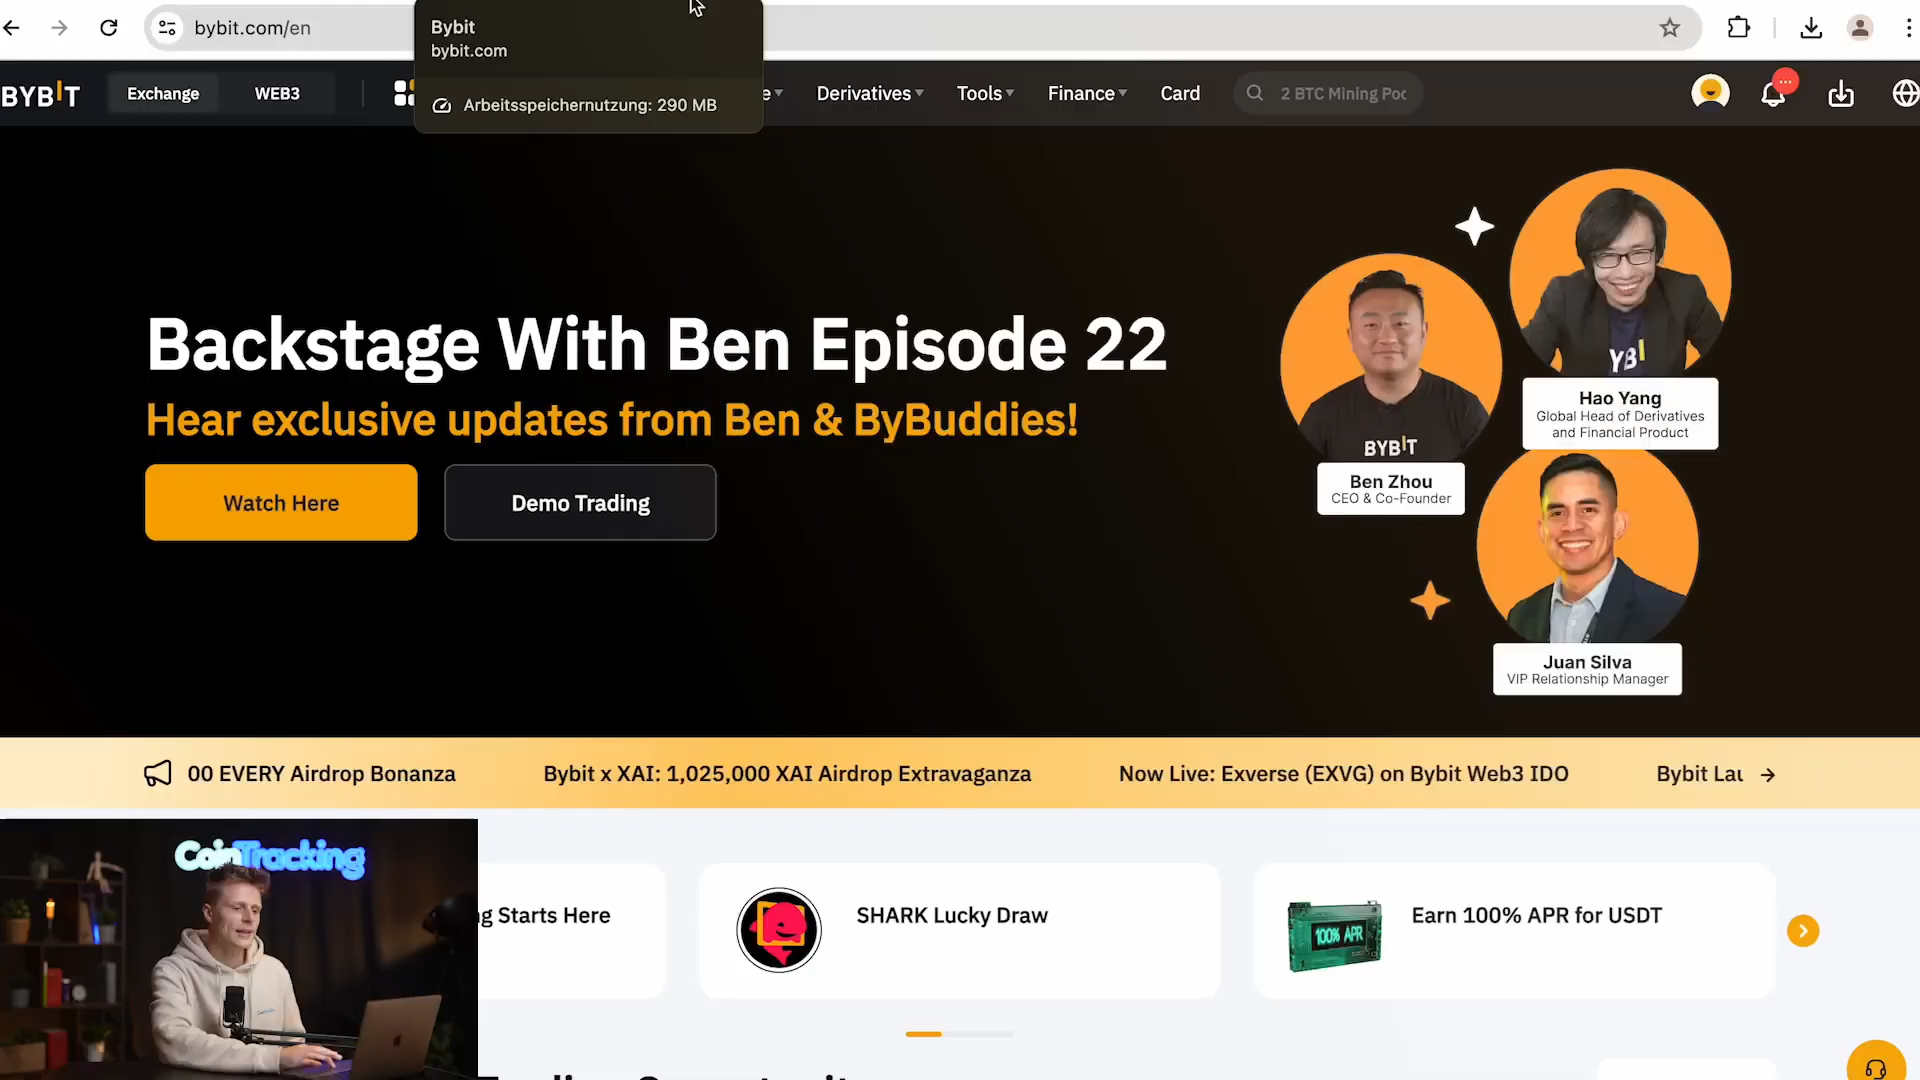 bybit.com/en
Bybit
bybit.com
Arbeitsspeichernutzung: 290 MB
BYBIT
Exchange
WEB3
Derivatives
Tools
Finance
Card
2 BTC Mining Poc
Backstage With Ben Episode 22
Hear exclusive updates from Ben & ByBuddies!
Watch Here
Demo Trading
YBI
Hao Yang
Global Head of Derivatives
and Financial Product
BYBIT
Ben Zhou
CEO & Co-Founder
Juan Silva
VIP Relationship Manager
00 EVERY Airdrop Bonanza
Bybit x XAI: 1,025,000 XAI Airdrop Extravaganza
Now Live: Exverse (EXVG) on Bybit Web3 IDO
Bybit Lau
CoinTracking
g Starts Here
SHARK Lucky Draw
100% APR
Earn 100% APR for USDT